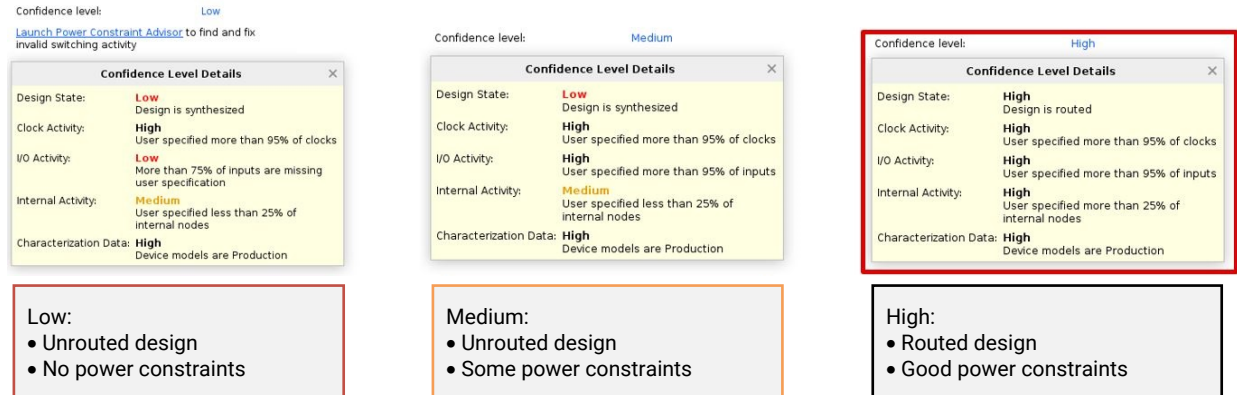 Confidence level: Low
Launch Power Constraint Advisor to find and fix
invalid switching activity
Confidence Level Details ×
Design State: Low
Design is synthesized
Clock Activity: High
User specified more than 95% of clocks
I/O Activity: Low
More than 75% of inputs are missing
user specification
Internal Activity: Medium
User specified less than 25% of
internal nodes
Characterization Data: High
Device models are Production
Low:
• Unrouted design
• No power constraints
Confidence level: Medium
Confidence Level Details ×
Design State: Low
Design is synthesized
Clock Activity: High
User specified more than 95% of clocks
I/O Activity: High
User specified more than 95% of inputs
Internal Activity: Medium
User specified less than 25% of
internal nodes
Characterization Data: High
Device models are Production
Medium:
• Unrouted design
• Some power constraints
Confidence level: High
Confidence Level Details ×
Design State: High
Design is routed
Clock Activity: High
User specified more than 95% of clocks
I/O Activity: High
User specified more than 95% of inputs
Internal Activity: High
User specified more than 25% of
internal nodes
Characterization Data: High
Device models are Production
High:
• Routed design
• Good power constraints